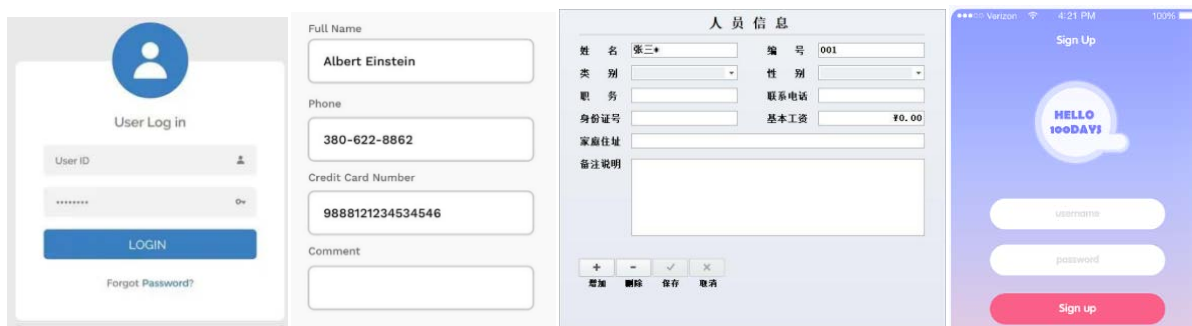 User Log in
User ID
********
LOGIN
Forgot Password?
Full Name
Albert Einstein
Phone
380-622-8862
Credit Card Number
9888121234534546
Comment
人员信息
姓 名 张三* 编 号 001
类 别 性 别
职 务 联系电话
身份证号 基本工资 ¥0.00
家庭住址
备注说明
+ - ✓ ×
增加 删除 保存 取消
Verizon 4:21 PM 100%
Sign Up
HELLO
100DAYS
username
password
Sign up